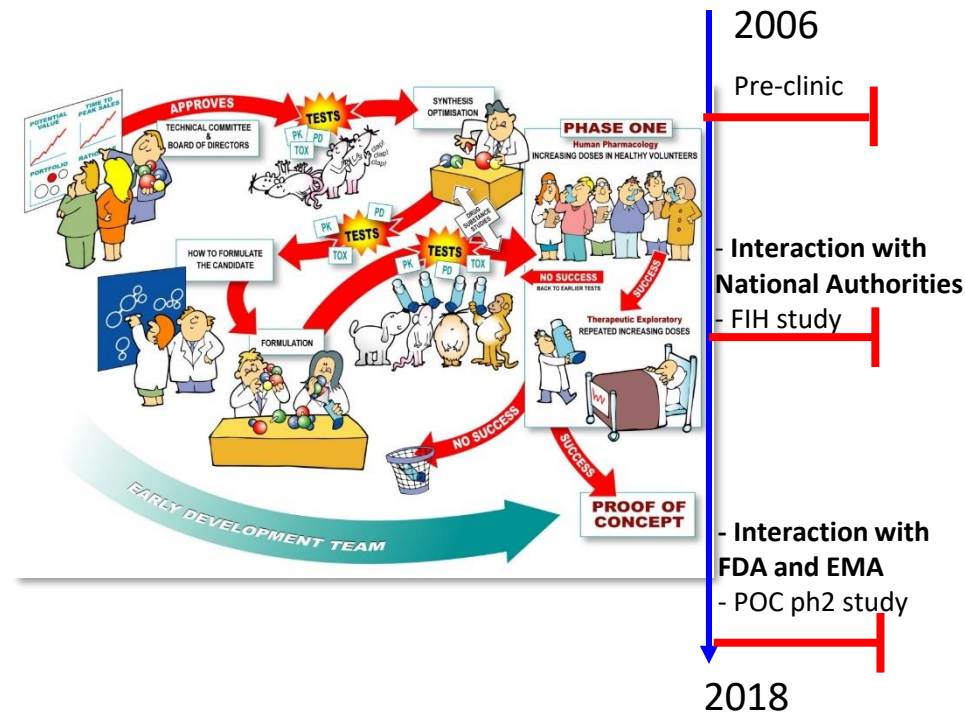 2006
Pre-clinic
- Interaction with
National Authorities
- FIH study
- Interaction with
FDA and EMA
- POC ph2 study
2018
POTENTIAL
VALUE
TIME TO
PEAK SALES
PORTFOLIO
APPROVES
TECHNICAL COMMITTEE
&
BOARD OF DIRECTORS
TESTS
PK
PD
TOX
clap!
clap!
clap!
SYNTHESIS
OPTIMISATION
PHASE ONE
Human Pharmacology
INCREASING DOSES IN HEALTHY VOLUNTEERS
DRUG
SUBSTANCE
STUDIES
PK
TESTS
PD
TOX
HOW TO FORMULATE
THE CANDIDATE
TESTS
PK
PD
TOX
NO SUCCESS
BACK TO EARLIER TESTS
SUCCESS
Therapeutic Exploratory
REPEATED INCREASING DOSES
FORMULATION
NO SUCCESS
SUCCESS
PROOF OF
CONCEPT
EARLY DEVELOPMENT TEAM